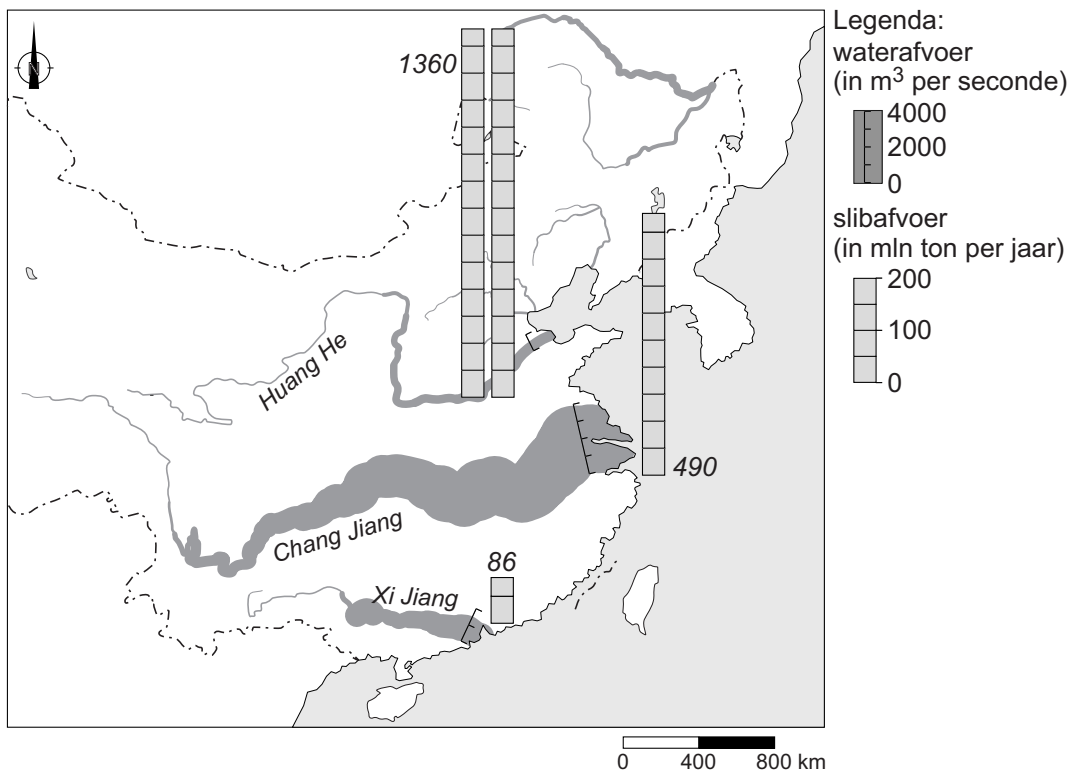 Legenda:
waterafvoer
(in m³ per seconde)
4000
2000
0
slibafvoer
(in mln ton per jaar)
200
100
0
N
1360
Huang He
490
Chang Jiang
86
Xi Jiang
0 400 800 km